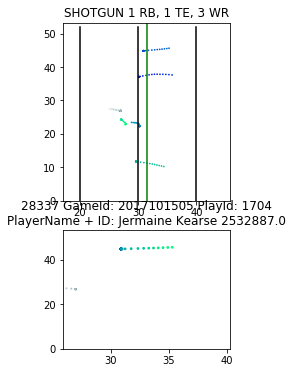 SHOTGUN 1 RB, 1 TE, 3 WR
50
40
30
20
10
0
20 30 40
28337 GameId: 2017101505 PlayId: 1704
PlayerName + ID: Jermaine Kearse 2532887.0
40
20
0
30 35 40